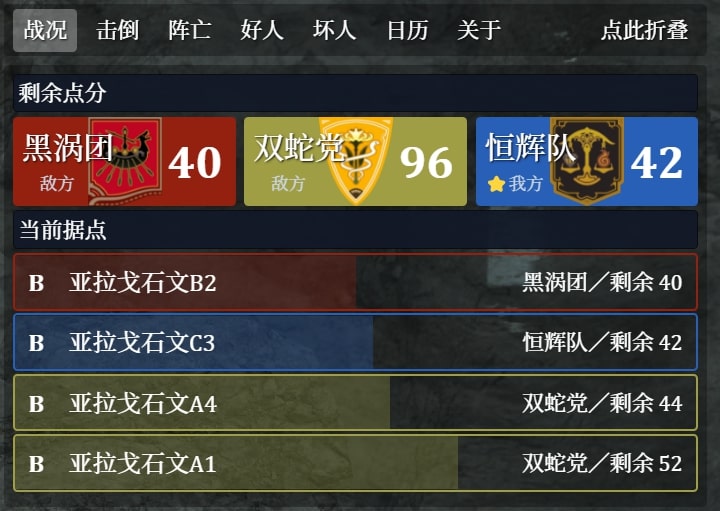 战况 击倒 阵亡 好人 坏人 日历 关于 点此折叠
剩余点分
黑涡团 40 双蛇党 96 恒辉队 42
敌方 敌方 我方
当前据点
B 亚拉戈石文B2 黑涡团／剩余 40
B 亚拉戈石文C3 恒辉队／剩余 42
B 亚拉戈石文A4 双蛇党／剩余 44
B 亚拉戈石文A1 双蛇党／剩余 52